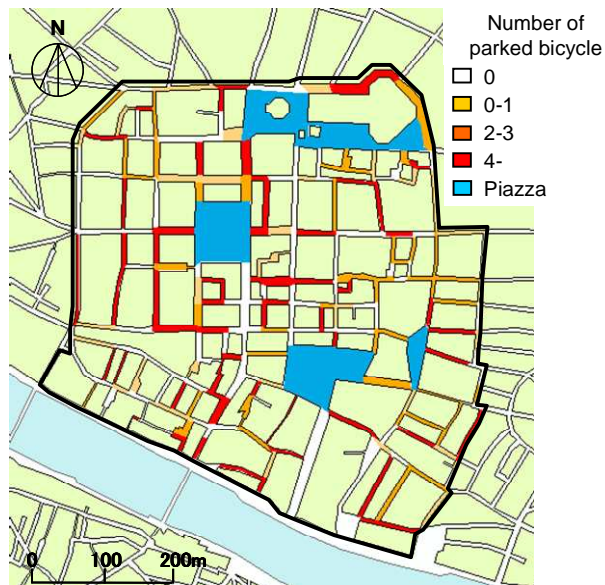 N
Number of
parked bicycle
0
0-1
2-3
4-
Piazza
0 100 200m